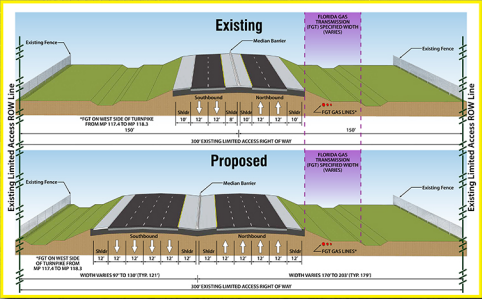 Existing
FLORIDA GAS
TRANSMISSION
(FGT) SPECIFIED WIDTH
(VARIES)
Existing Fence
Median Barrier
Existing Fence
Existing Limited Access ROW Line
Existing Limited Access ROW Line
Southbound
Northbound
Shldr
Shldr
Shldr
Shldr
10'
12'
12'
8'
10'
12'
12'
10'
FGT GAS LINES*
*FGT ON WEST SIDE OF TURNPIKE
FROM MP 117.4 TO MP 118.3
150'
150'
300' EXISTING LIMITED ACCESS RIGHT OF WAY
Proposed
FLORIDA GAS
TRANSMISSION
(FGT) SPECIFIED WIDTH
(VARIES)
Existing Fence
Median Barrier
Existing Fence
Southbound
Northbound
Shldr
Shldr
Shldr
Shldr
12'
12'
12'
12'
12'
12'
12'
12'
12'
12'
12'
12'
FGT GAS LINES*
*FGT ON WEST SIDE
OF TURNPIKE FROM
MP 117.4 TO MP 118.3
WIDTH VARIES 97' TO 130' (TYP. 121')
WIDTH VARIES 170' TO 203' (TYP. 179')
300' EXISTING LIMITED ACCESS RIGHT OF WAY